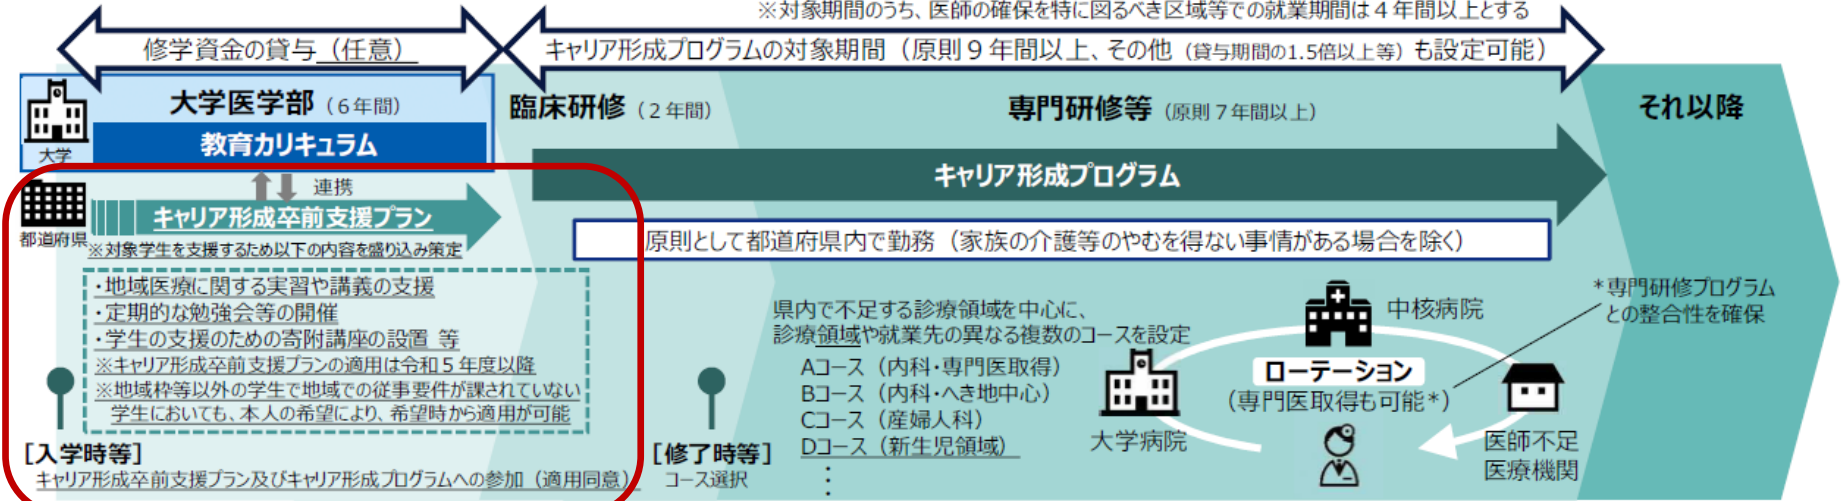 ※対象期間のうち、医師の確保を特に図るべき区域等での就業期間は４年間以上とする
修学資金の貸与（任意）
キャリア形成プログラムの対象期間（原則９年間以上、その他（貸与期間の1.5倍以上等）も設定可能）
大学医学部（６年間）
教育カリキュラム
大学
臨床研修（２年間）
専門研修等（原則７年間以上）
それ以降
連携
キャリア形成プログラム
都道府県
キャリア形成卒前支援プラン
※対象学生を支援するため以下の内容を盛り込み策定
原則として都道府県内で勤務（家族の介護等のやむを得ない事情がある場合を除く）
・地域医療に関する実習や講義の支援
・定期的な勉強会等の開催
・学生の支援のための寄附講座の設置 等
※キャリア形成卒前支援プランの適用は令和５年度以降
※地域枠等以外の学生で地域での従事要件が課されていない
学生においても、本人の希望により、希望時から適用が可能
[入学時等]
キャリア形成卒前支援プラン及びキャリア形成プログラムへの参加（適用同意）
[修了時等]
コース選択
県内で不足する診療領域を中心に、
診療領域や就業先の異なる複数のコースを設定
Aコース（内科・専門医取得）
Bコース（内科・へき地中心）
Cコース（産婦人科）
Dコース（新生児領域）
：
大学病院
中核病院
ローテーション
（専門医取得も可能*）
医師不足
医療機関
*専門研修プログラム
との整合性を確保